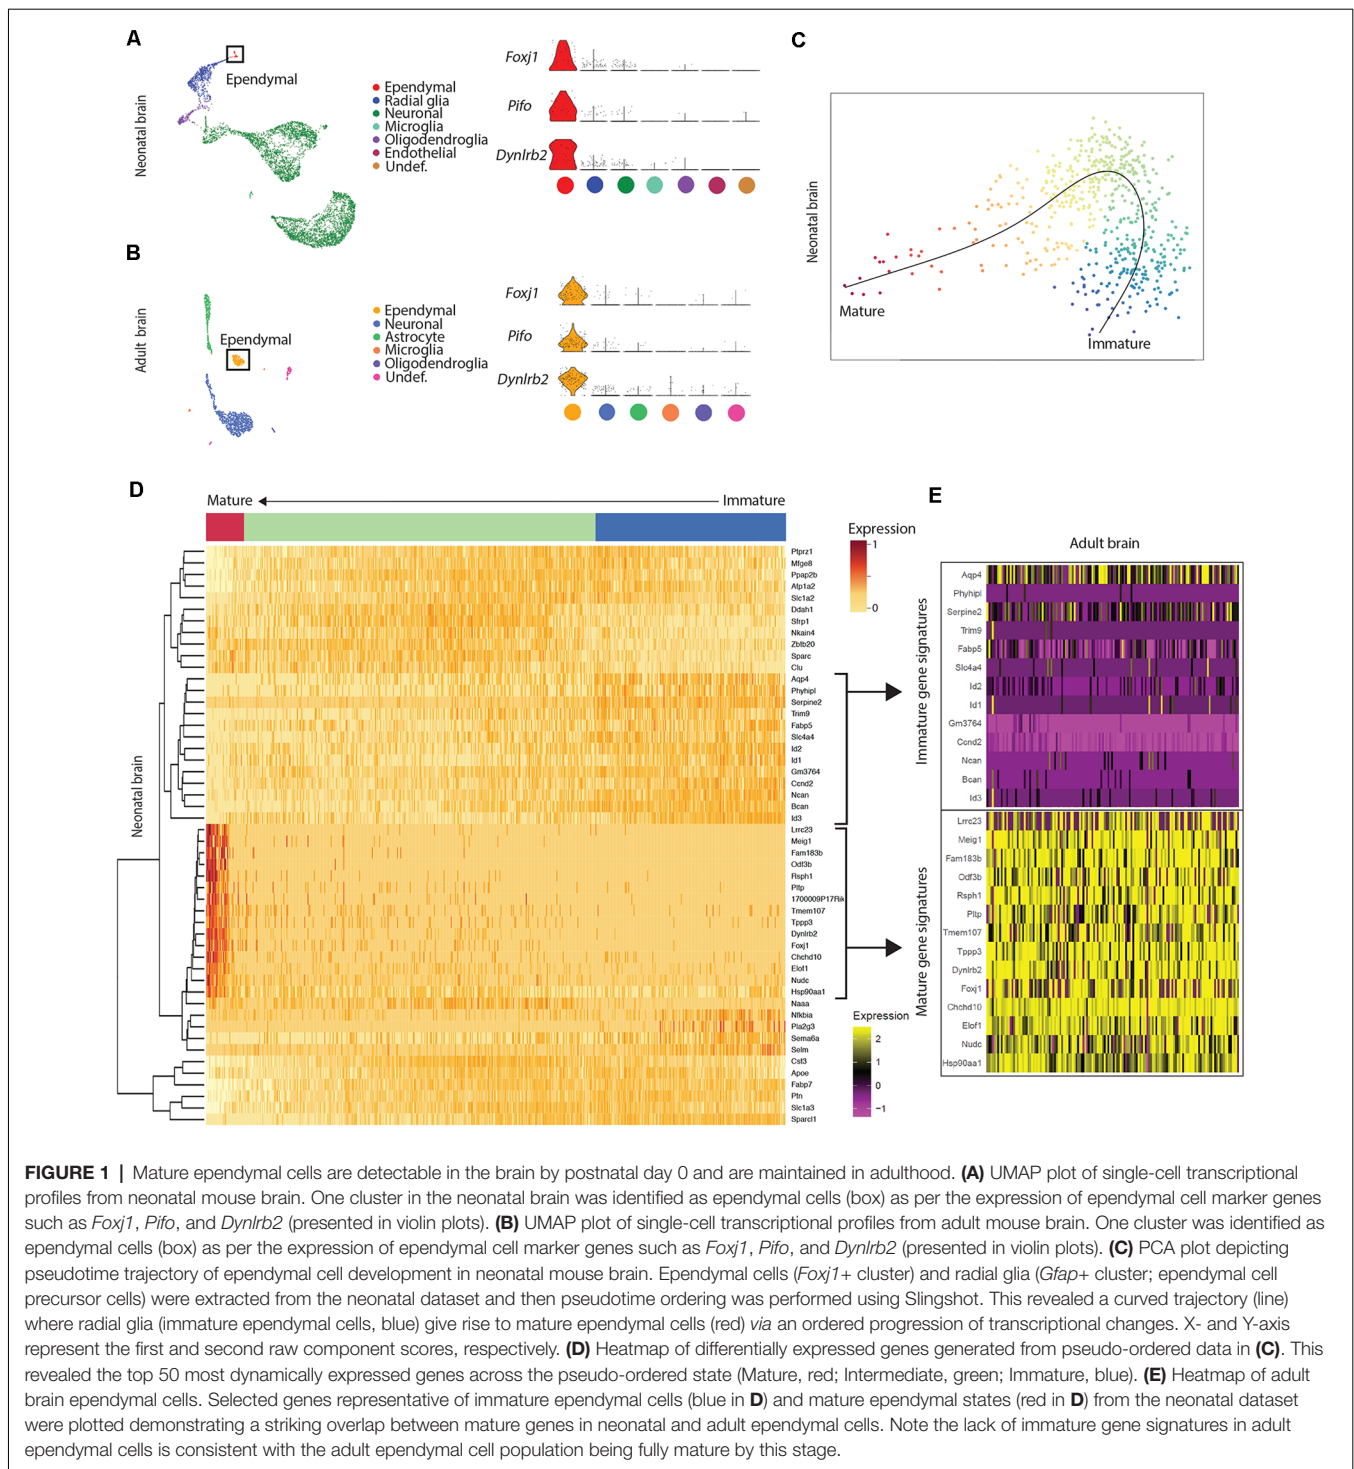 A
Neonatal brain
Ependymal
Ependymal
Radial glia
Neuronal
Microglia
Oligodendroglia
Endothelial
Undef.
Foxj1
Pifo
Dynlrb2
B
Adult brain
Ependymal
Ependymal
Neuronal
Astrocyte
Microglia
Oligodendroglia
Undef.
Foxj1
Pifo
Dynlrb2
C
Neonatal brain
Mature
Immature
D
Mature
Immature
Neonatal brain
Ptprz1
Mfge8
Ppap2b
Atp1a2
Slc1a2
Ddah1
Sfrp1
Nkain4
Zbtb20
Sparc
Clu
Aqp4
Phyhipl
Serpine2
Trim9
Fabp5
Slc4a4
Id2
Id1
Gm3764
Ccnd2
Ncan
Bcan
Id3
Lrrc23
Meig1
Fam183b
Odf3b
Rsph1
Pltp
1700009P17Rik
Tmem107
Tppp3
Dynlrb2
Foxj1
Chchd10
Elof1
Nudc
Hsp90aa1
Naaa
Nfkbia
Pla2g3
Sema6a
Selm
Cst3
Apoe
Fabp7
Ptn
Slc1a3
Sparcl1
Expression
1
0
E
Adult brain
Immature gene signatures
Aqp4
Phyhipl
Serpine2
Trim9
Fabp5
Slc4a4
Id2
Id1
Gm3764
Ccnd2
Ncan
Bcan
Id3
Mature gene signatures
Lrrc23
Meig1
Fam183b
Odf3b
Rsph1
Pltp
Tmem107
Tppp3
Dynlrb2
Foxj1
Chchd10
Elof1
Nudc
Hsp90aa1
Expression
2
1
0
−1
FIGURE 1 | Mature ependymal cells are detectable in the brain by postnatal day 0 and are maintained in adulthood. (A) UMAP plot of single-cell transcriptional
profiles from neonatal mouse brain. One cluster in the neonatal brain was identified as ependymal cells (box) as per the expression of ependymal cell marker genes
such as Foxj1, Pifo, and Dynlrb2 (presented in violin plots). (B) UMAP plot of single-cell transcriptional profiles from adult mouse brain. One cluster was identified as
ependymal cells (box) as per the expression of ependymal cell marker genes such as Foxj1, Pifo, and Dynlrb2 (presented in violin plots). (C) PCA plot depicting
pseudotime trajectory of ependymal cell development in neonatal mouse brain. Ependymal cells (Foxj1+ cluster) and radial glia (Gfap+ cluster; ependymal cell
precursor cells) were extracted from the neonatal dataset and then pseudotime ordering was performed using Slingshot. This revealed a curved trajectory (line)
where radial glia (immature ependymal cells, blue) give rise to mature ependymal cells (red) via an ordered progression of transcriptional changes. X- and Y-axis
represent the first and second raw component scores, respectively. (D) Heatmap of differentially expressed genes generated from pseudo-ordered data in (C). This
revealed the top 50 most dynamically expressed genes across the pseudo-ordered state (Mature, red; Intermediate, green; Immature, blue). (E) Heatmap of adult
brain ependymal cells. Selected genes representative of immature ependymal cells (blue in D) and mature ependymal states (red in D) from the neonatal dataset
were plotted demonstrating a striking overlap between mature genes in neonatal and adult ependymal cells. Note the lack of immature gene signatures in adult
ependymal cells is consistent with the adult ependymal cell population being fully mature by this stage.